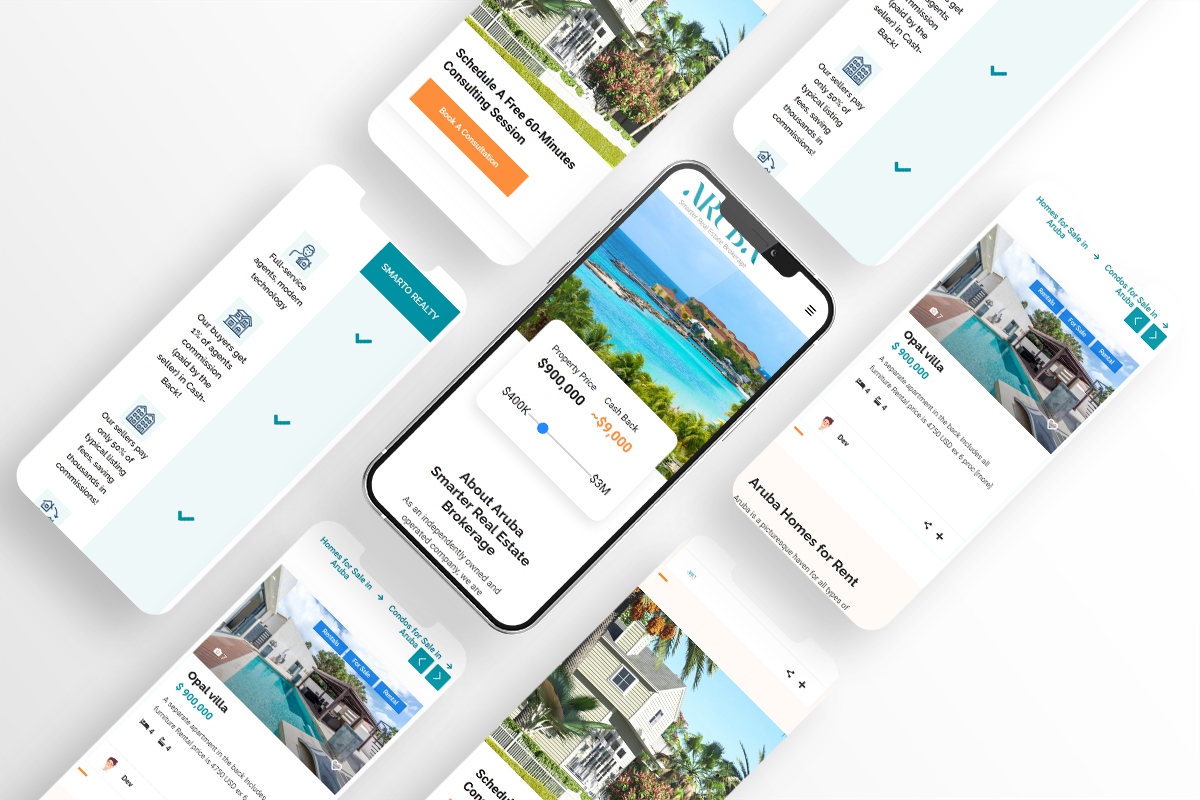 Schedule A Free 60-Minutes
Consulting Session
Book A Consultation
Back!
Our sellers pay
only 50% of
typical listing
fees, saving
thousands in
commissions!
seller) in Cash-
(paid by the
SMARTO REALTY
Full-service
agents, modern
technology
Our buyers get
1%* of agents
commission
(paid by the
seller) in Cash-
Back!
Our sellers pay
only 50% of
typical listing
fees, saving
thousands in
commissions!
ARUBA
Smarter Real Estate Brokerage
Property Price
$900,000
Cash Back
~$9,000
$400K
$3M
About Aruba
Smarter Real Estate
Brokerage
As an independently owned and
operated company, we are
Homes for Sale in
Aruba
Condos for Sale in
Aruba
Rentals
For Sale
Rental
7
Opal villa
$ 900,000
A separate apartment in the back Includes all
furniture Rental price is 4750 USD ex 6 proc [more]
4
4
Dev
Aruba Homes for Rent
Aruba is a picturesque haven for all types of
Homes for Sale in
Aruba
Condos for Sale in
Aruba
Rentals
For Sale
Rental
7
Opal villa
$ 900,000
A separate apartment in the back Includes
furniture Rental price is 4750 USD ex 6
4
4
Dev